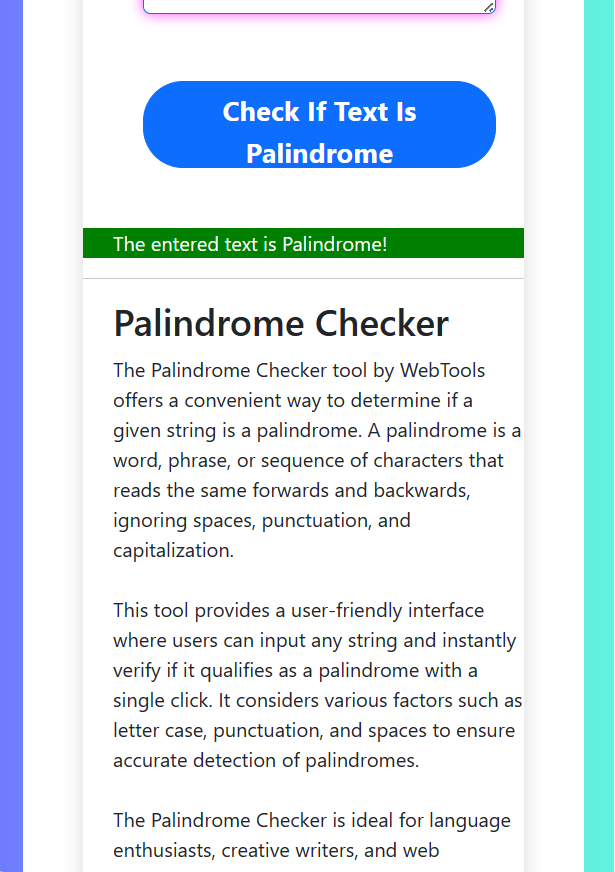 Check If Text Is
Palindrome
The entered text is Palindrome!
Palindrome Checker
The Palindrome Checker tool by WebTools
offers a convenient way to determine if a
given string is a palindrome. A palindrome is a
word, phrase, or sequence of characters that
reads the same forwards and backwards,
ignoring spaces, punctuation, and
capitalization.
This tool provides a user-friendly interface
where users can input any string and instantly
verify if it qualifies as a palindrome with a
single click. It considers various factors such as
letter case, punctuation, and spaces to ensure
accurate detection of palindromes.
The Palindrome Checker is ideal for language
enthusiasts, creative writers, and web